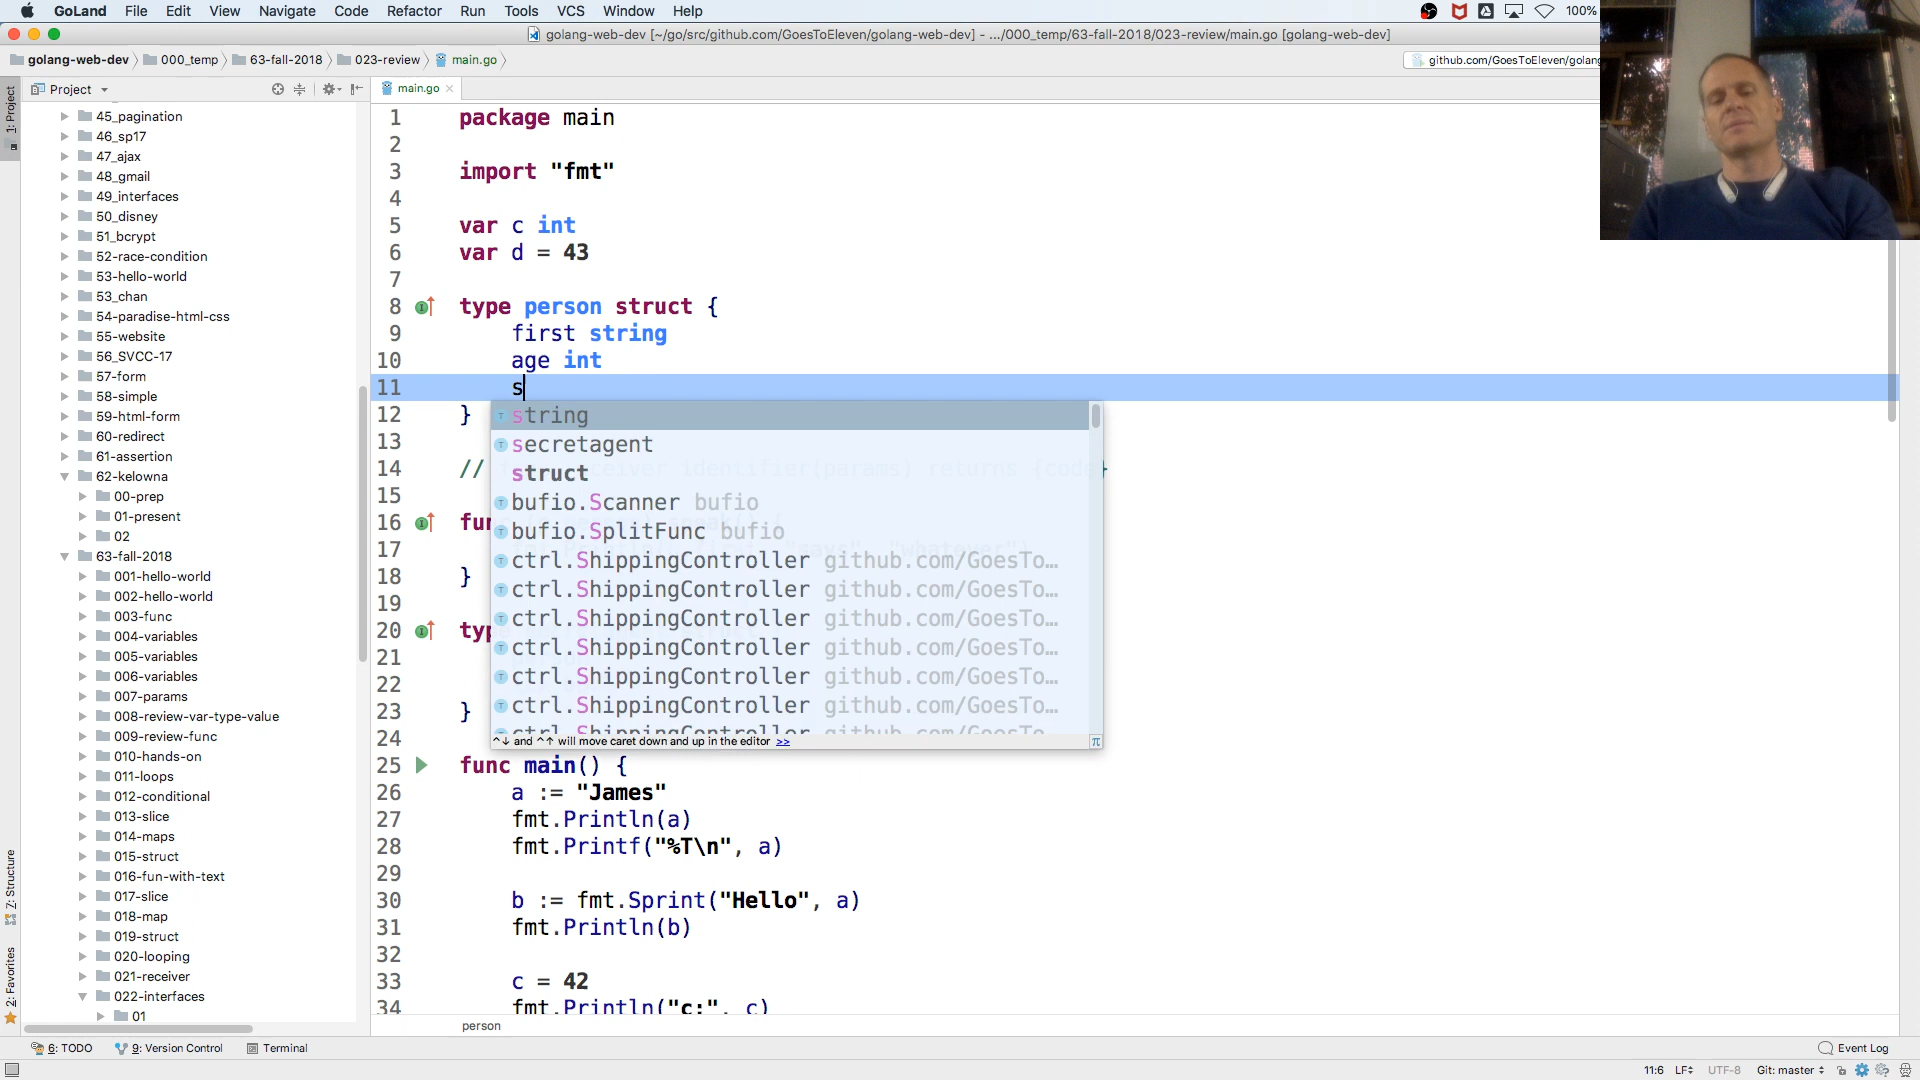 GoLand File Edit View Navigate Code Refactor Run Tools VCS Window Help 100%
golang-web-dev [~/go/src/github.com/GoesToEleven/golang-web-dev] - .../000_temp/63-fall-2018/023-review/main.go [golang-web-dev]
golang-web-dev 000_temp 63-fall-2018 023-review main.go github.com/GoesToEleven/golang
1: Project
Project
main.go
45_pagination
46_sp17
47_ajax
48_gmail
49_interfaces
50_disney
51_bcrypt
52-race-condition
53-hello-world
53_chan
54-paradise-html-css
55-website
56_SVCC-17
57-form
58-simple
59-html-form
60-redirect
61-assertion
62-kelowna
00-prep
01-present
02
63-fall-2018
001-hello-world
002-hello-world
003-func
004-variables
005-variables
006-variables
007-params
008-review-var-type-value
009-review-func
010-hands-on
011-loops
012-conditional
013-slice
014-maps
015-struct
016-fun-with-text
017-slice
018-map
019-struct
020-looping
021-receiver
022-interfaces
01
7: Structure
2: Favorites
1 package main
2
3 import "fmt"
4
5 var c int
6 var d = 43
7
8 type person struct {
9 first string
10 age int
11 s
12 }
13
14 //
15
16 fun
17
18 }
19
20 typ
21
22
23 }
24
string
secretagent
struct
bufio.Scanner bufio
bufio.SplitFunc bufio
ctrl.ShippingController github.com/GoesTo...
ctrl.ShippingController github.com/GoesTo...
ctrl.ShippingController github.com/GoesTo...
ctrl.ShippingController github.com/GoesTo...
ctrl.ShippingController github.com/GoesTo...
ctrl.ShippingController github.com/GoesTo...
^↓ and ^↑ will move caret down and up in the editor >>
π
25 func main() {
26 a := "James"
27 fmt.Println(a)
28 fmt.Printf("%T\n", a)
29
30 b := fmt.Sprint("Hello", a)
31 fmt.Println(b)
32
33 c = 42
34 fmt.Println("c:", c)
person
6: TODO 9: Version Control Terminal Event Log
11:6 LF UTF-8 Git: master